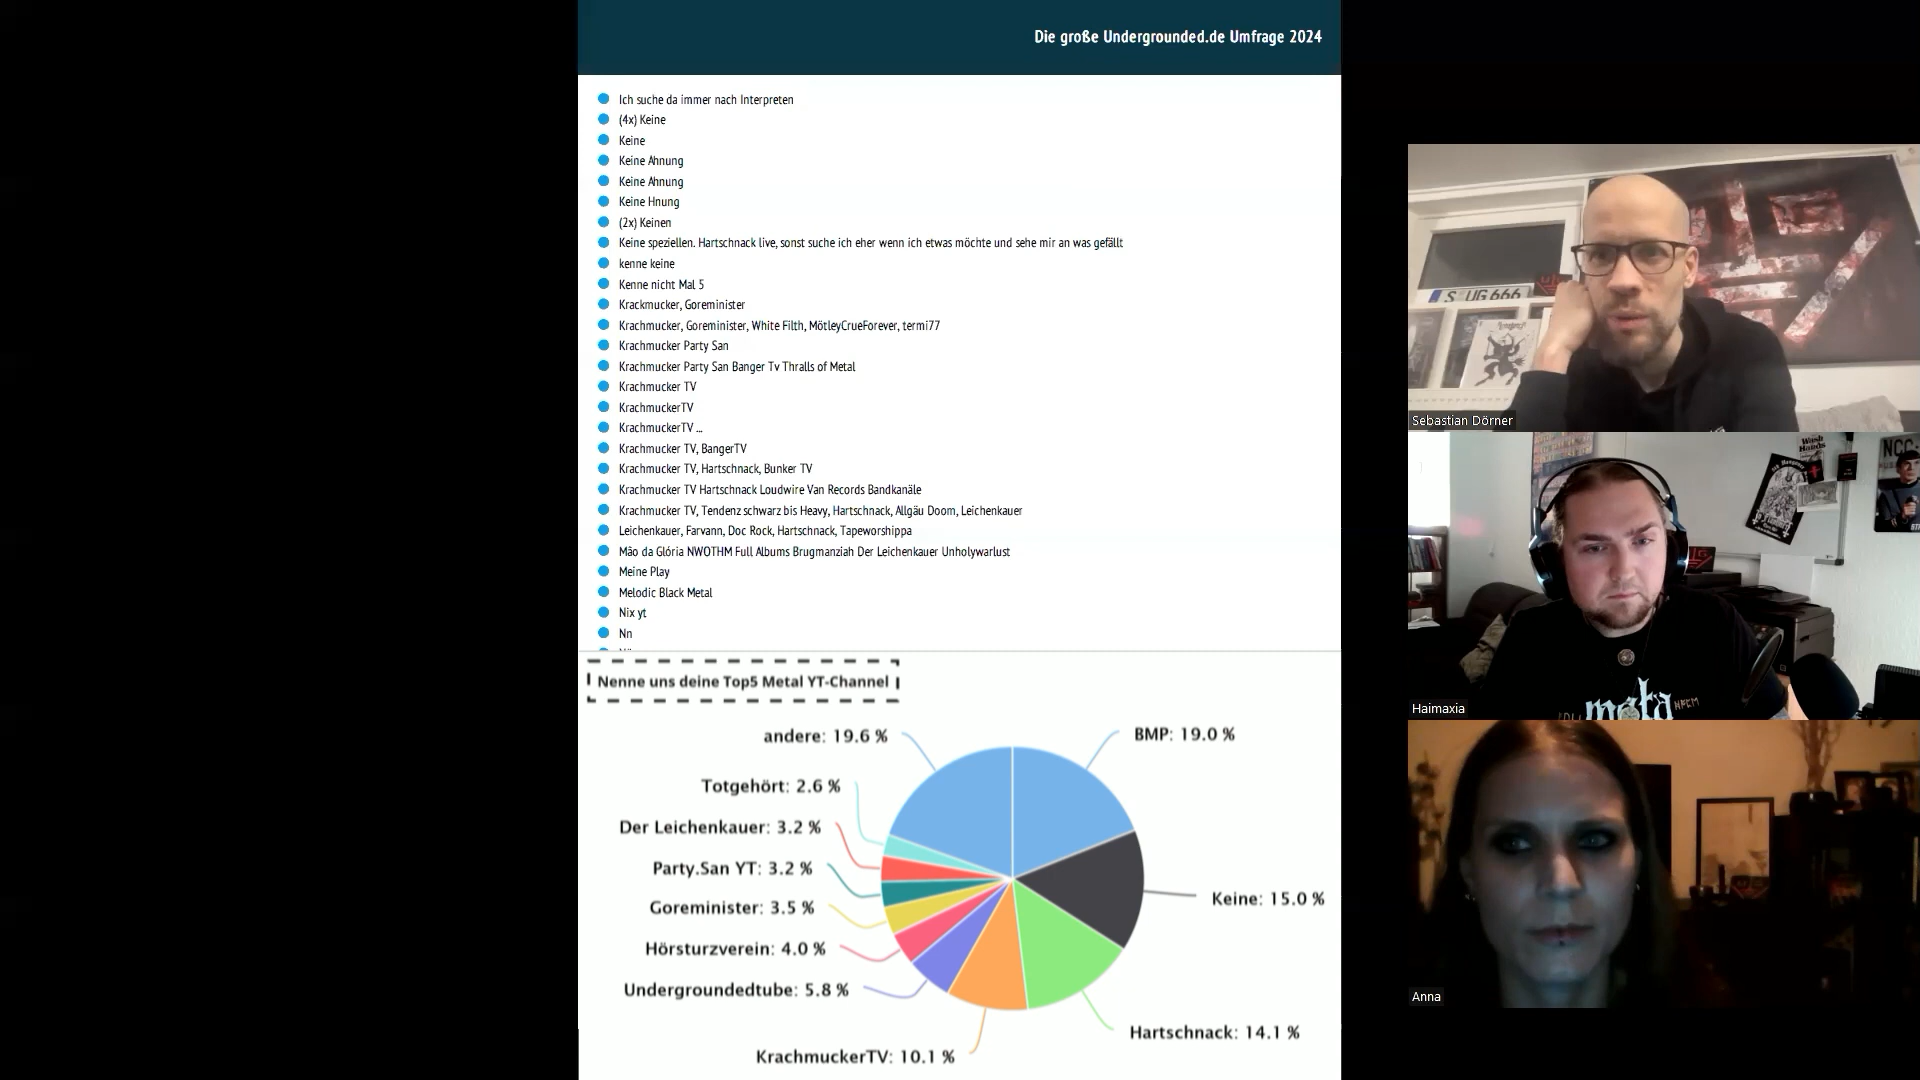 Die große Undergrounded.de Umfrage 2024
Ich suche da immer nach Interpreten
(4x) Keine
Keine
Keine Ahnung
Keine Ahnung
Keine Hnung
(2x) Keinen
Keine speziellen. Hartschnack live, sonst suche ich eher wenn ich etwas möchte und sehe mir an was gefällt
kenne keine
Kenne nicht Mal 5
Krackmucker, Goreminister
Krachmucker, Goreminister, White Filth, MötleyCrueForever, termi77
Krachmucker Party San
Krachmucker Party San Banger Tv Thralls of Metal
Krachmucker TV
KrachmuckerTV
KrachmuckerTV ...
Krachmucker TV, BangerTV
Krachmucker TV, Hartschnack, Bunker TV
Krachmucker TV Hartschnack Loudwire Van Records Bandkanäle
Krachmucker TV, Tendenz schwarz bis Heavy, Hartschnack, Allgäu Doom, Leichenkauer
Leichenkauer, Farvann, Doc Rock, Hartschnack, Tapeworshippa
Mão da Glória NWOTHM Full Albums Brugmanziah Der Leichenkauer Unholywarlust
Meine Play
Melodic Black Metal
Nix yt
Nn
Nenne uns deine Top5 Metal YT-Channel
andere: 19.6 %
BMP: 19.0 %
Totgehört: 2.6 %
Der Leichenkauer: 3.2 %
Party.San YT: 3.2 %
Keine: 15.0 %
Goreminister: 3.5 %
Hörsturzverein: 4.0 %
Undergroundedtube: 5.8 %
Hartschnack: 14.1 %
KrachmuckerTV: 10.1 %
S UG 666
Sebastian Dörner
Wash
Hands
NCC-
Haimaxia
Anna